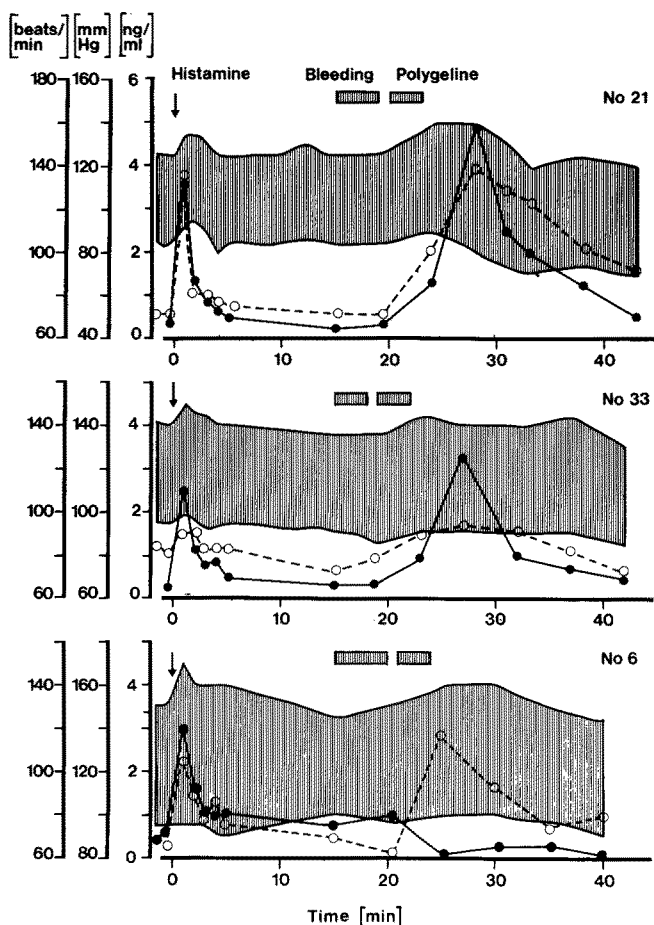 [beats/min] [mm Hg] [ng/ml]
Histamine Bleeding Polygeline
No 21
180 160 6
140 120 4
100 80 2
60 40 0
0 10 20 30 40
No 33
140 140 4
100 100 2
60 60 0
0 10 20 30 40
No 6
140 160 4
100 120 2
60 80 0
0 10 20 30 40
Time [min]